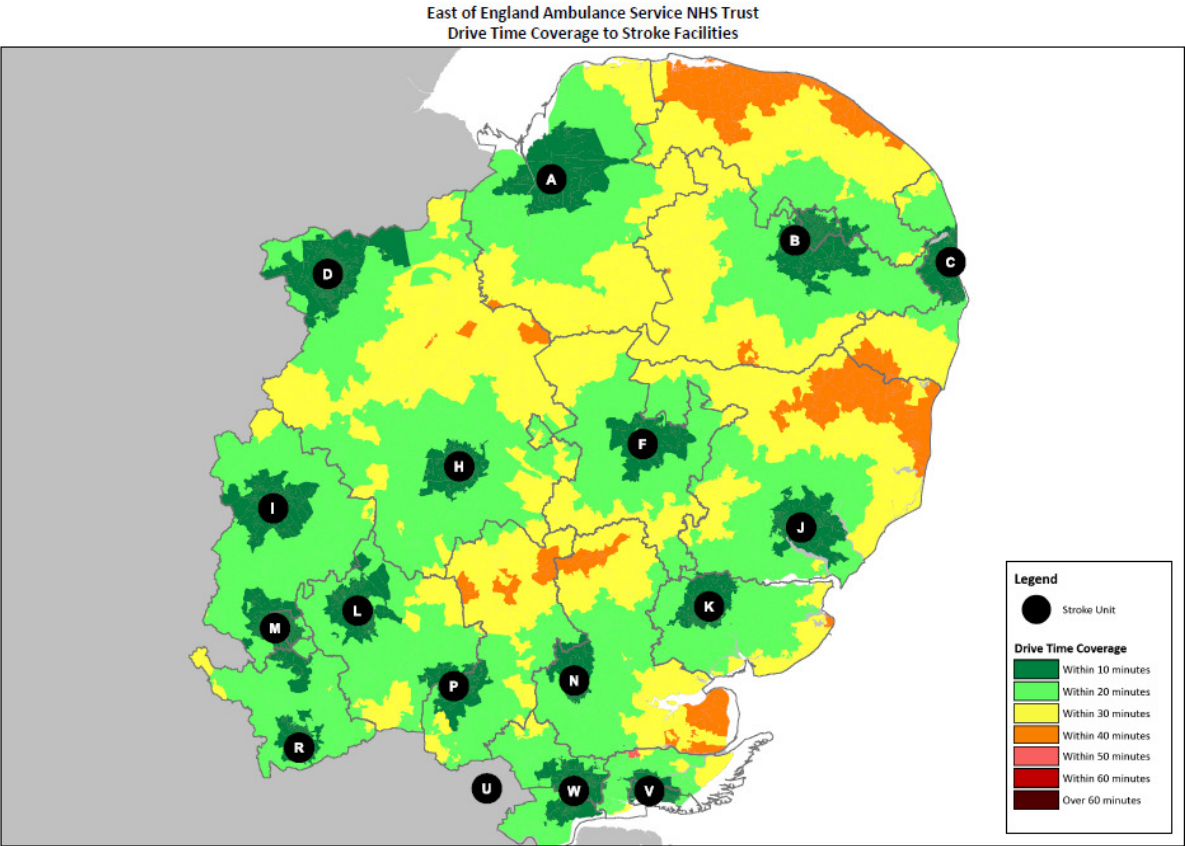 East of England Ambulance Service NHS Trust
Drive Time Coverage to Stroke Facilities
A
B
C
D
F
H
I
J
K
L
M
N
P
R
U
W
V
Legend
Stroke Unit
Drive Time Coverage
Within 10 minutes
Within 20 minutes
Within 30 minutes
Within 40 minutes
Within 50 minutes
Within 60 minutes
Over 60 minutes